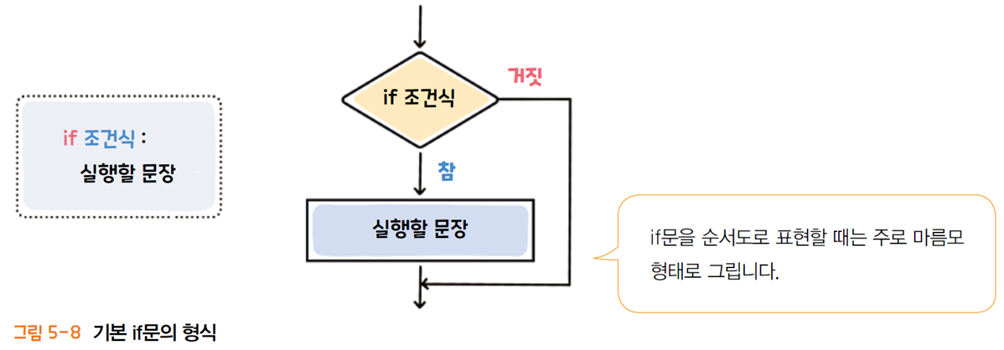 if 조건식 :
실행할 문장
if 조건식
거짓
참
실행할 문장
if문을 순서도로 표현할 때는 주로 마름모
형태로 그립니다.
그림 5-8 기본 if문의 형식